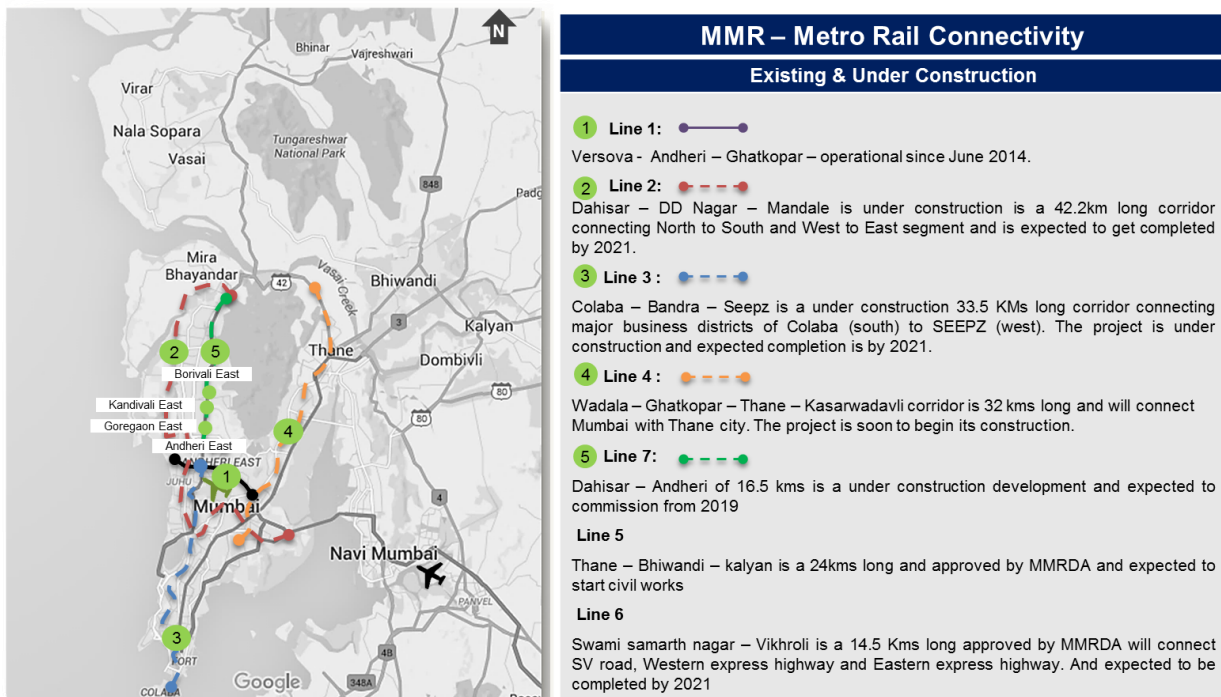 N
Bhinar
Vajreshwari
Virar
Nala Sopara
Vasai
Tungareshwar
National Park
848
Padg
Mira
Bhayandar
Vasai Creek
42
Bhiwandi
3
Kalyan
Thane
Dombivli
80
80
2
5
Borivali East
Kandivali East
Goregaon East
4
Andheri East
ANDHERI EAST
JUHU
1
Mumbai
4
Navi Mumbai
PANVEL
3
FORT
4B
348A
COLABA
Google
MMR – Metro Rail Connectivity
Existing & Under Construction
1 Line 1:
Versova - Andheri – Ghatkopar – operational since June 2014.
2 Line 2:
Dahisar – DD Nagar – Mandale is under construction is a 42.2km long corridor
connecting North to South and West to East segment and is expected to get completed
by 2021.
3 Line 3 :
Colaba – Bandra – Seepz is a under construction 33.5 KMs long corridor connecting
major business districts of Colaba (south) to SEEPZ (west). The project is under
construction and expected completion is by 2021.
4 Line 4 :
Wadala – Ghatkopar – Thane – Kasarwadavli corridor is 32 kms long and will connect
Mumbai with Thane city. The project is soon to begin its construction.
5 Line 7:
Dahisar – Andheri of 16.5 kms is a under construction development and expected to
commission from 2019
Line 5
Thane – Bhiwandi – kalyan is a 24kms long and approved by MMRDA and expected to
start civil works
Line 6
Swami samarth nagar – Vikhroli is a 14.5 Kms long approved by MMRDA will connect
SV road, Western express highway and Eastern express highway. And expected to be
completed by 2021